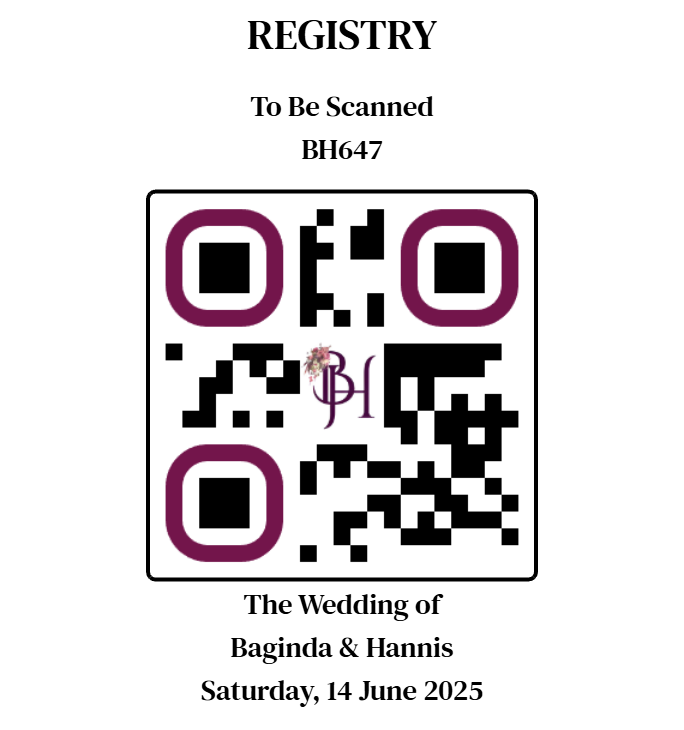 REGISTRY
To Be Scanned
BH647
BH
The Wedding of
Baginda & Hannis
Saturday, 14 June 2025